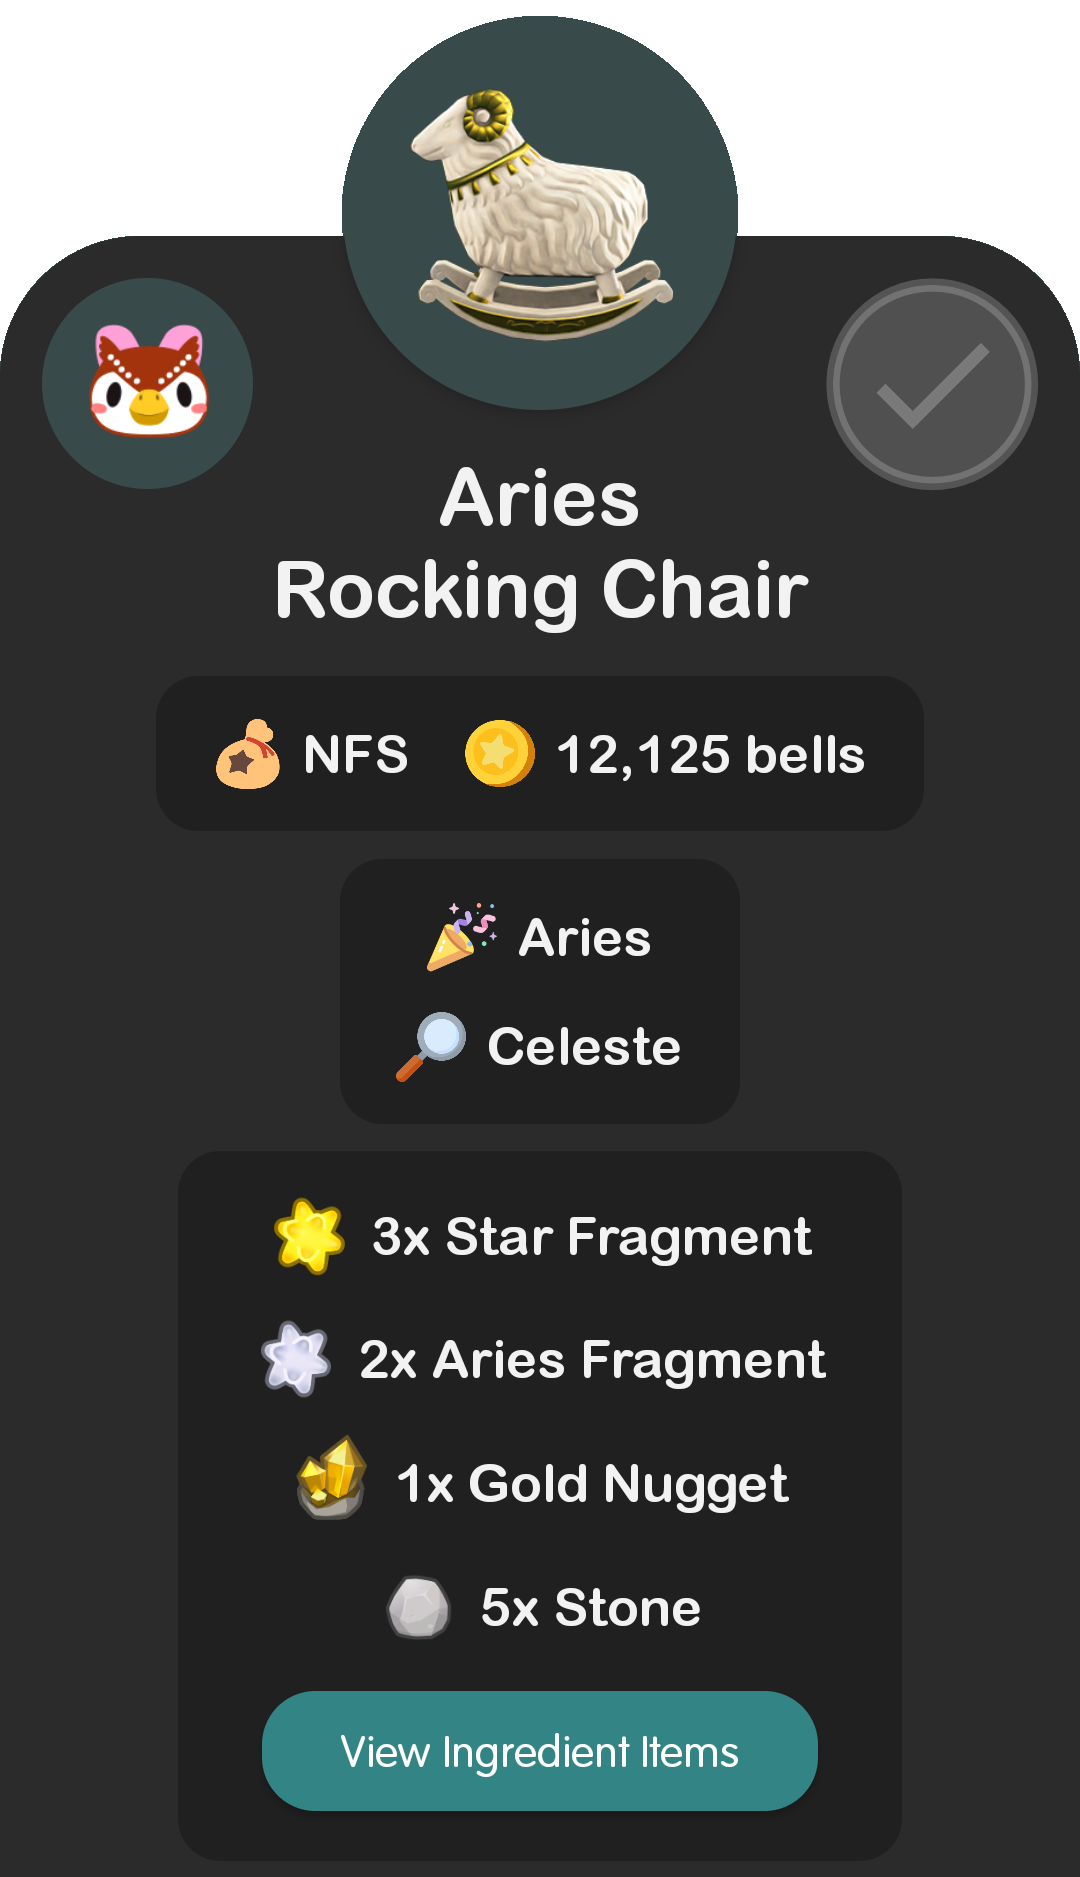 Aries
Rocking Chair
NFS 12,125 bells
Aries
Celeste
3x Star Fragment
2x Aries Fragment
1x Gold Nugget
5x Stone
View Ingredient Items